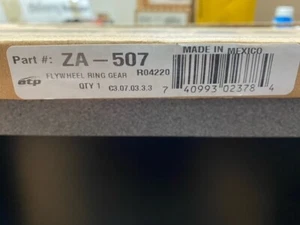 Part #: ZA-507
MADE IN MEXICO
atp FLYWHEEL RING GEAR R04220
QTY 1 C3.07.03.3.3
7 40993 02378 4